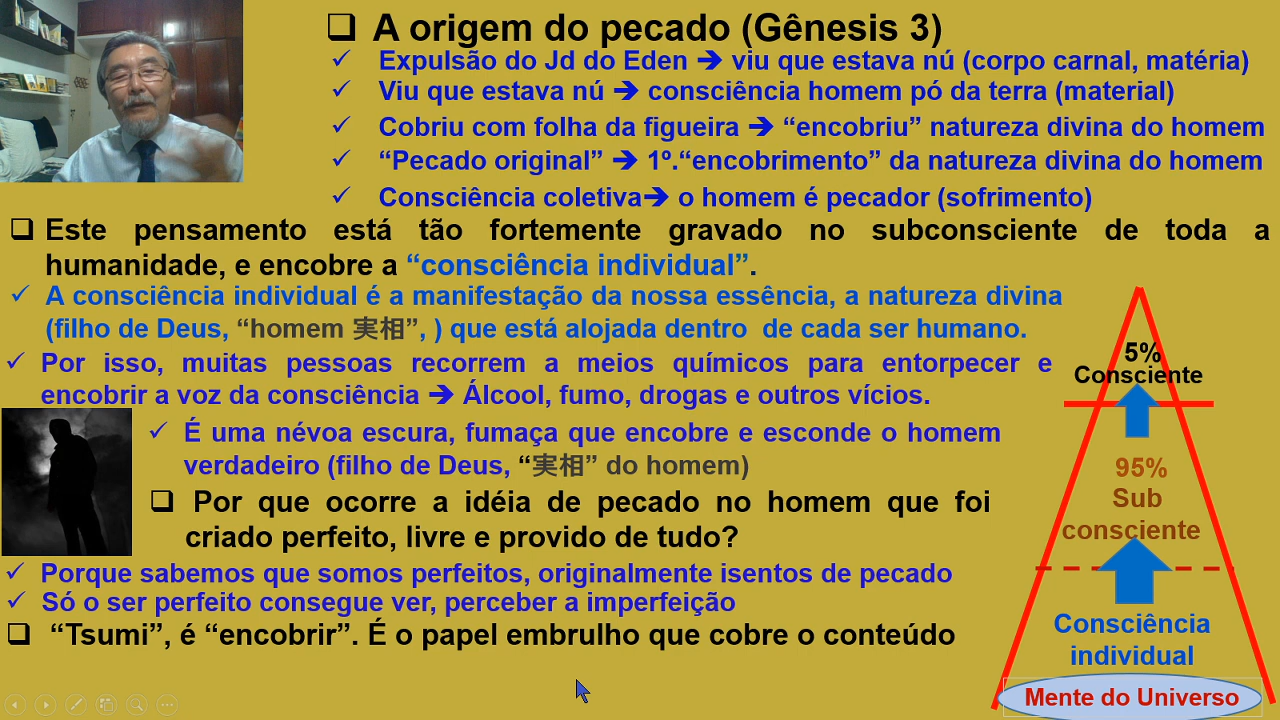 A origem do pecado (Gênesis 3)
Expulsão do Jd do Eden ➔ viu que estava nú (corpo carnal, matéria)
Viu que estava nú ➔ consciência homem pó da terra (material)
Cobriu com folha da figueira ➔ “encobriu” natureza divina do homem
“Pecado original” ➔ 1º.“encobrimento” da natureza divina do homem
Consciência coletiva➔ o homem é pecador (sofrimento)
Este pensamento está tão fortemente gravado no subconsciente de toda a
humanidade, e encobre a “consciência individual”.
A consciência individual é a manifestação da nossa essência, a natureza divina
(filho de Deus, “homem 実相”, ) que está alojada dentro de cada ser humano.
Por isso, muitas pessoas recorrem a meios químicos para entorpecer e
encobrir a voz da consciência ➔ Álcool, fumo, drogas e outros vícios.
É uma névoa escura, fumaça que encobre e esconde o homem
verdadeiro (filho de Deus, “実相” do homem)
Por que ocorre a idéia de pecado no homem que foi
criado perfeito, livre e provido de tudo?
Porque sabemos que somos perfeitos, originalmente isentos de pecado
Só o ser perfeito consegue ver, perceber a imperfeição
“Tsumi”, é “encobrir”. É o papel embrulho que cobre o conteúdo
5%
Consciente
95%
Sub
consciente
Consciência
individual
Mente do Universo